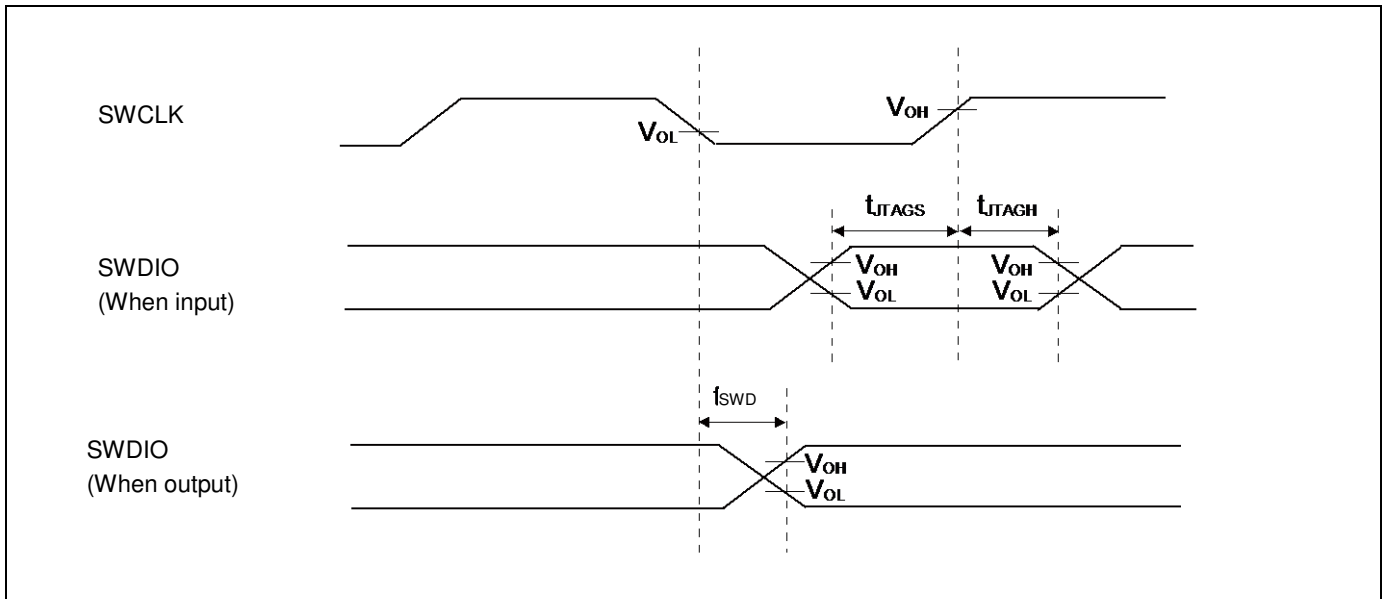 SWCLK
VOL
VOH
tJTAGS
tJTAGH
SWDIO
(When input)
VOH
VOL
VOH
VOL
tSWD
SWDIO
(When output)
VOH
VOL